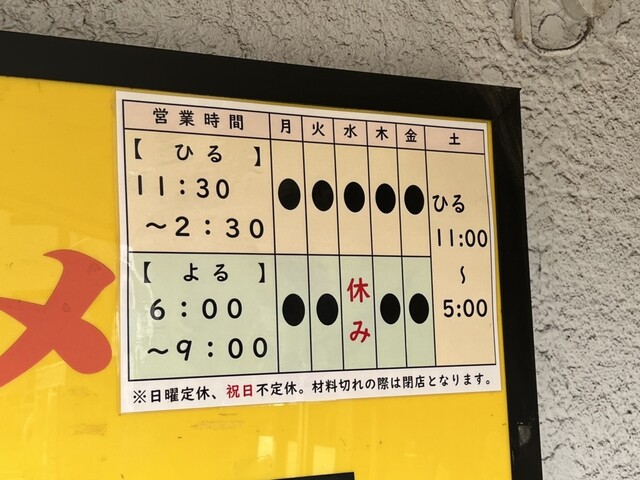 営業時間 月 火 水 木 金 土
【 ひる 】
11：30
～2：30
● ● ● ● ●
ひる
11:00
～
5:00
【 よる 】
6：00
～9：00
● ● 休み ● ●
※日曜定休、祝日不定休。材料切れの際は閉店となります。
メ